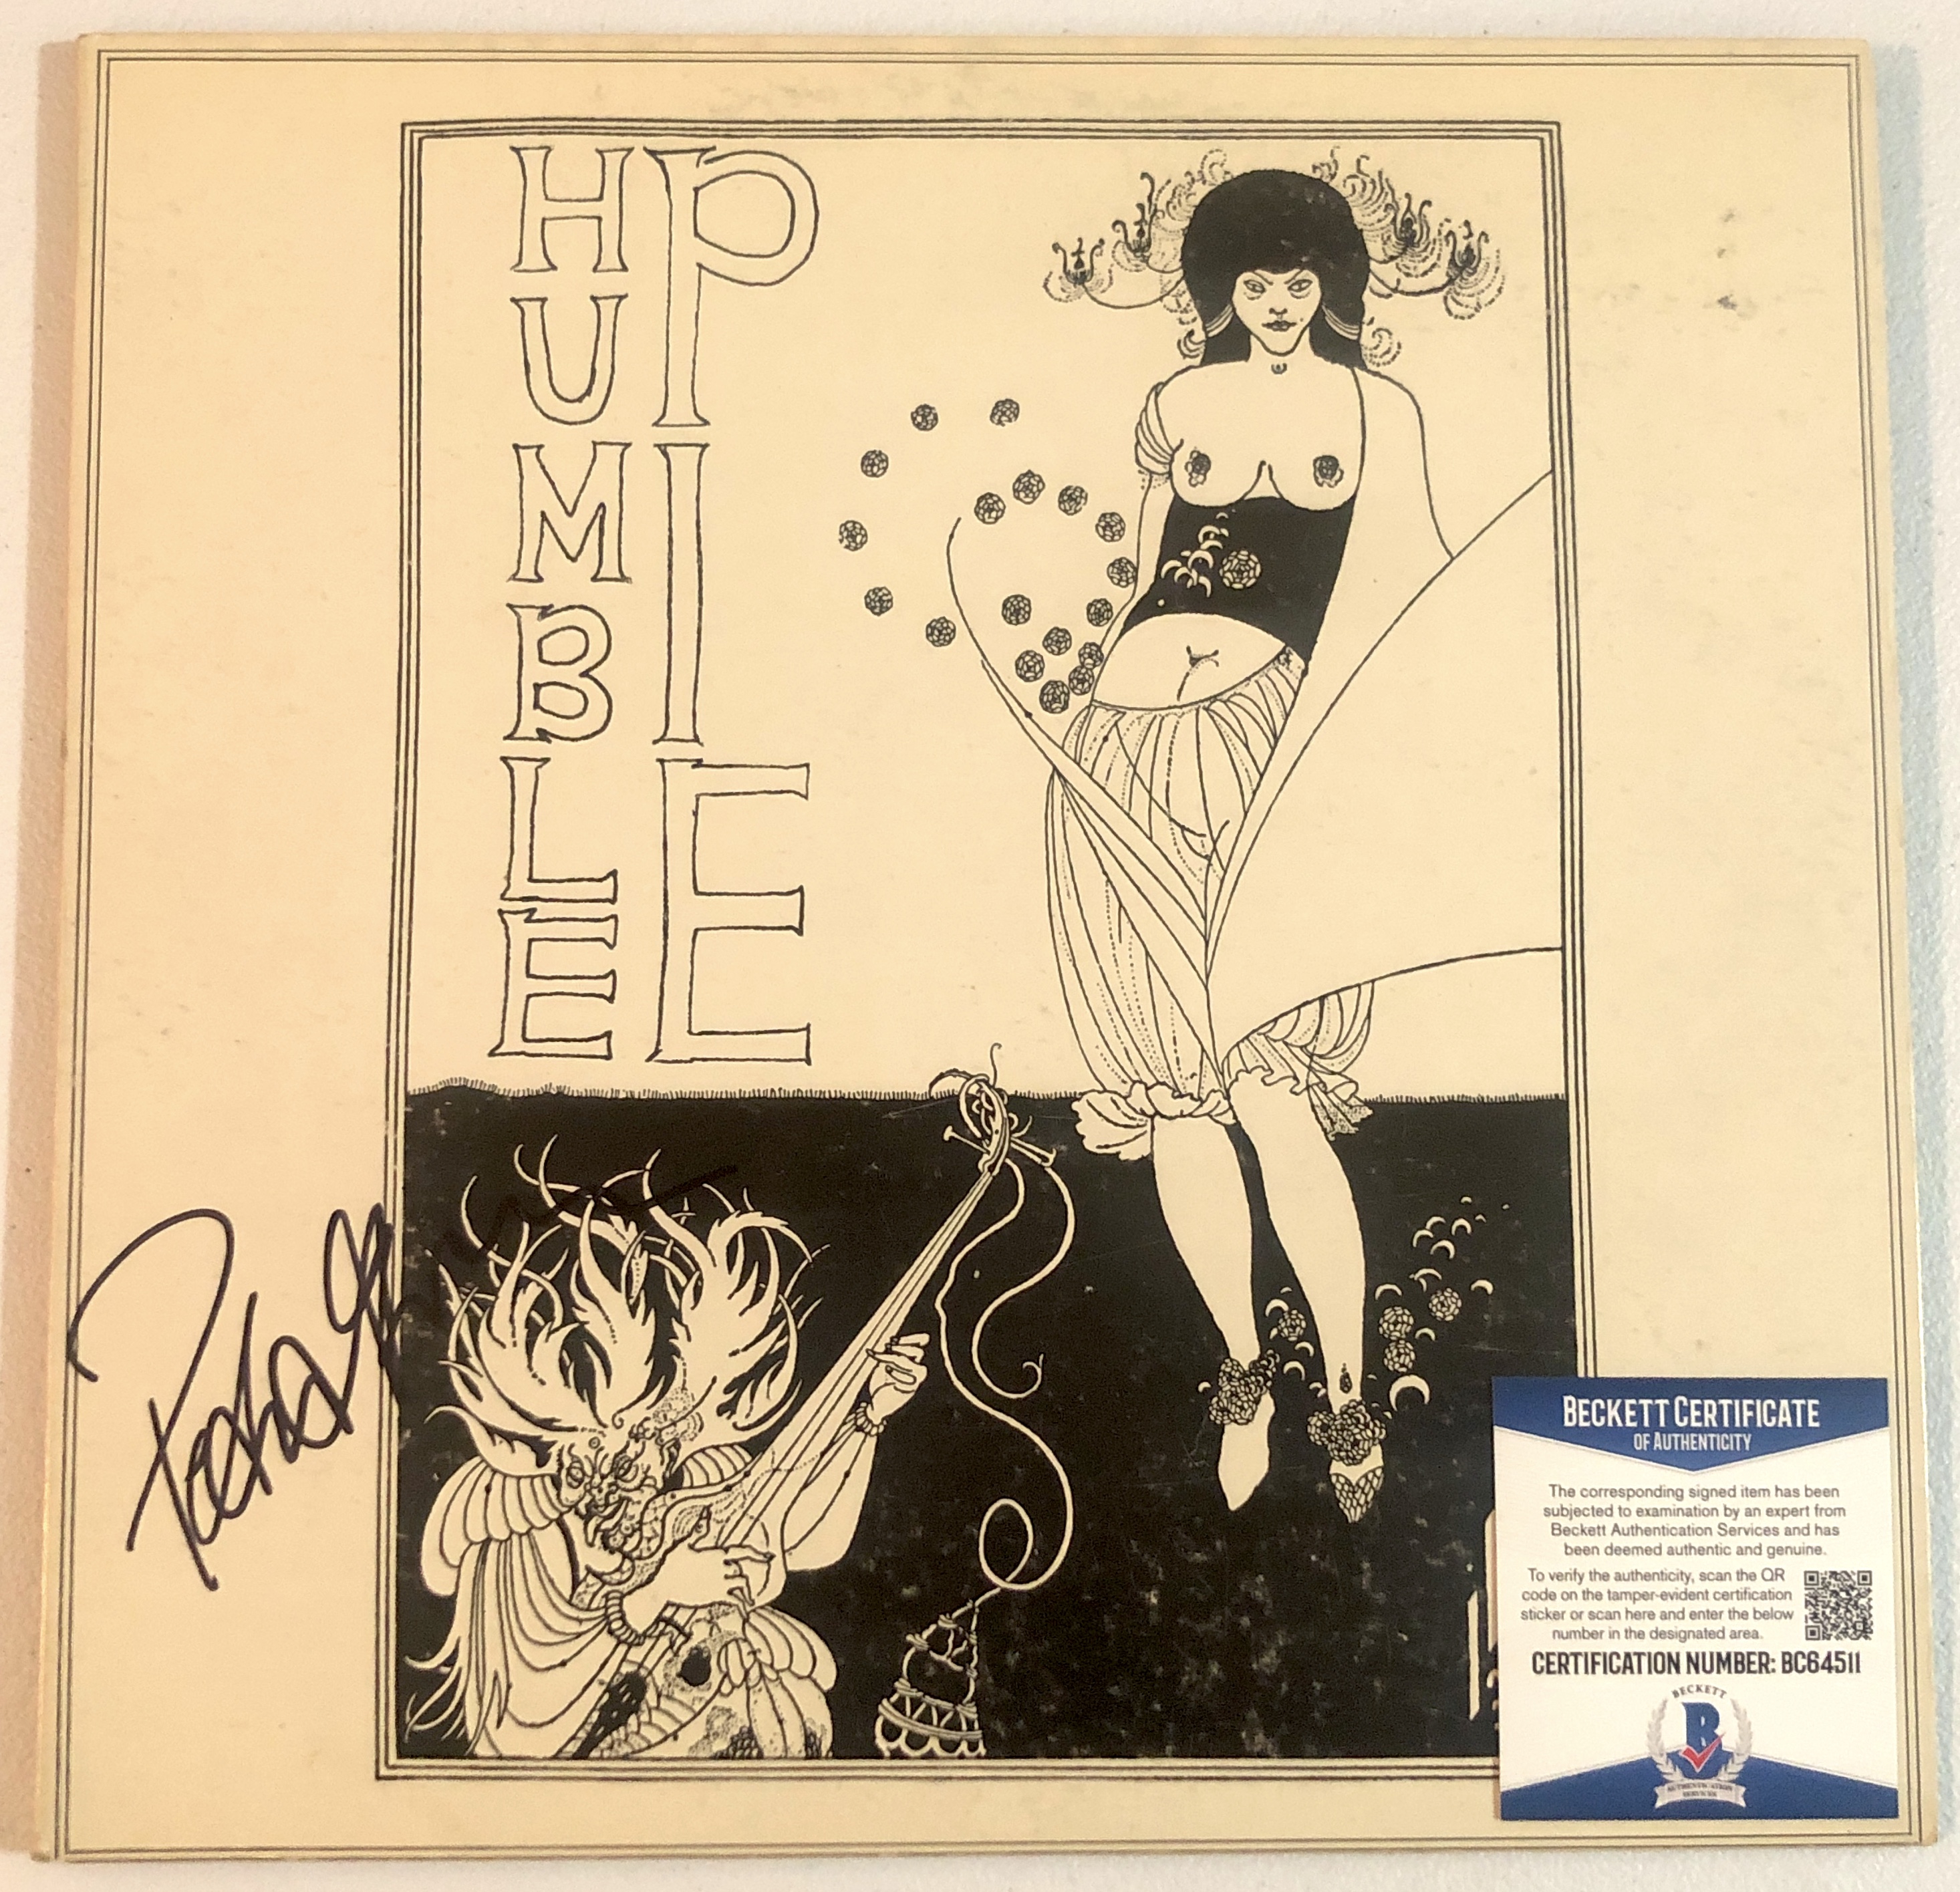 HUMBLE
PIE
BECKETT CERTIFICATE
OF AUTHENTICITY
The corresponding signed item has been
subjected to examination by an expert from
Beckett Authentication Services and has
been deemed authentic and genuine.
To verify the authenticity, scan the QR
code on the tamper-evident certification
sticker or scan here and enter the below
number in the designated area.
CERTIFICATION NUMBER: BC64511
BECKETT
B
AUTHENTICATION
SERVICES